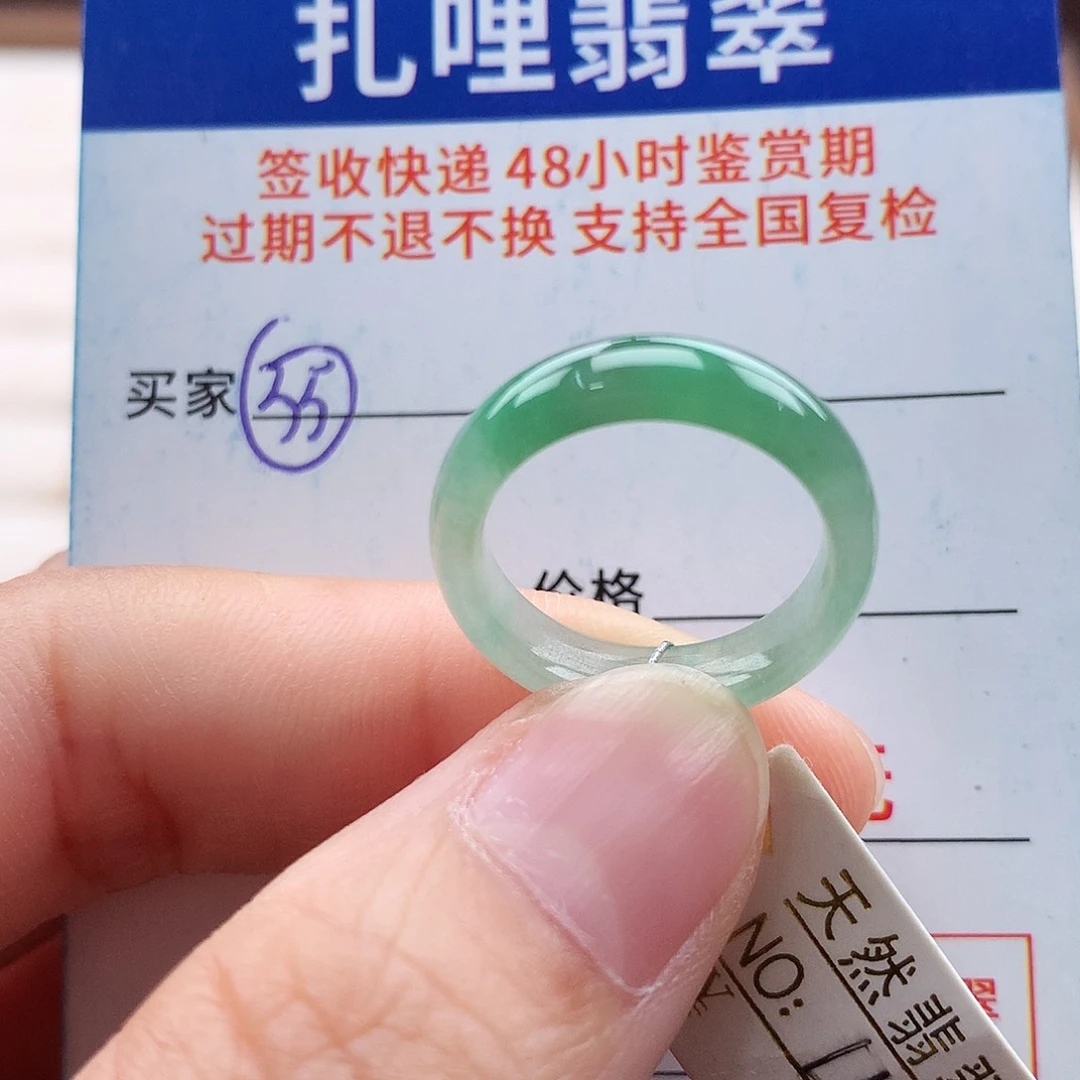 扎哩翡翠
签收快递 48小时鉴赏期
过期不退不换 支持全国复检
买家
价格
天然翡翠
NO: